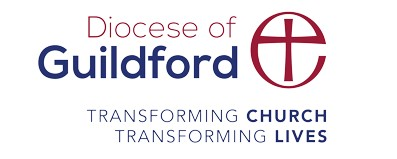 Diocese of
Guildford
TRANSFORMING CHURCH
TRANSFORMING LIVES